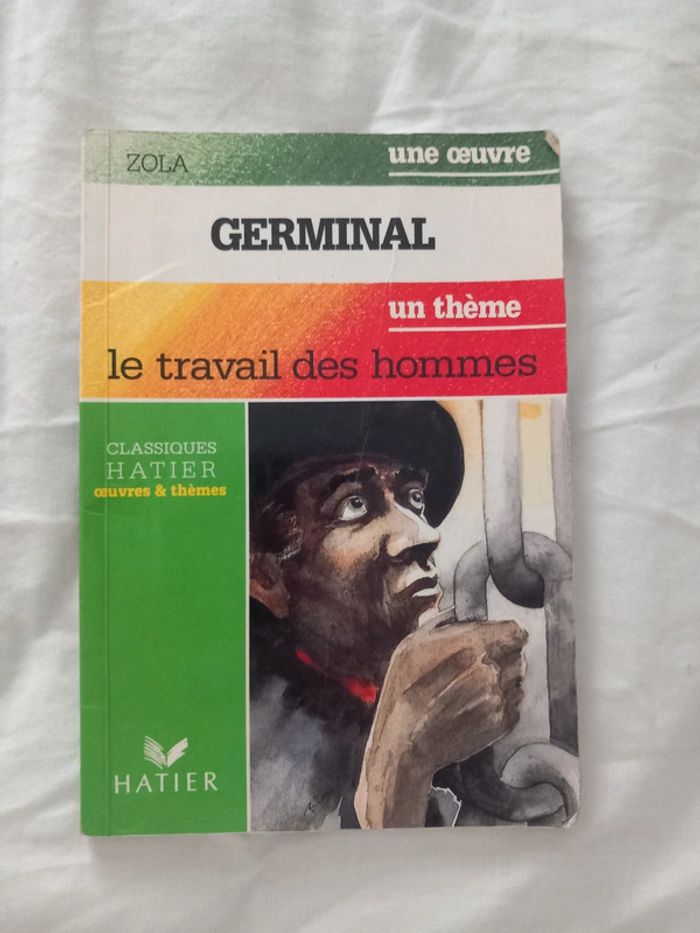 ZOLA
une œuvre
GERMINAL
un thème
le travail des hommes
CLASSIQUES
HATIER
œuvres & thèmes
HATIER